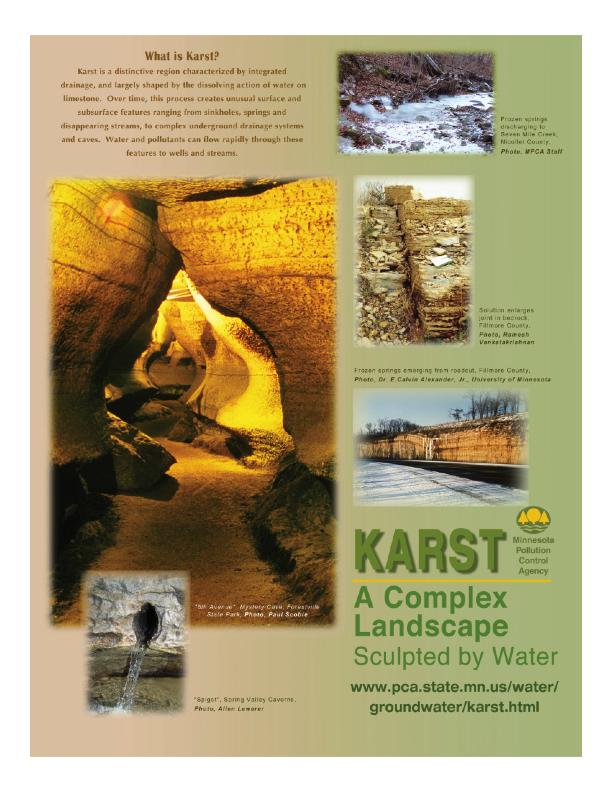 What is Karst?
Karst is a distinctive region characterized by integrated
drainage, and largely shaped by the dissolving action of water on
limestone. Over time, this process creates unusual surface and
subsurface features ranging from sinkholes, springs and
disappearing streams, to complex underground drainage systems
and caves. Water and pollutants can flow rapidly through these
features to wells and streams.
Frozen springs
discharging to
Seven Mile Creek,
Nicollet County,
Photo, MPCA Staff
Solution enlarges
joint in bedrock,
Fillmore County,
Photo, Ramesh
Venkatakrishnan
Frozen springs emerging from roadcut, Fillmore County,
Photo, Dr. E.Calvin Alexander, Jr., University of Minnesota
"5th Avenue", Mystery Cave, Forestville
State Park, Photo, Paul Scobie
"Spigot", Spring Valley Caverns,
Photo, Allen Lewerer
KARST
Minnesota
Pollution
Control
Agency
A Complex
Landscape
Sculpted by Water
www.pca.state.mn.us/water/
groundwater/karst.html